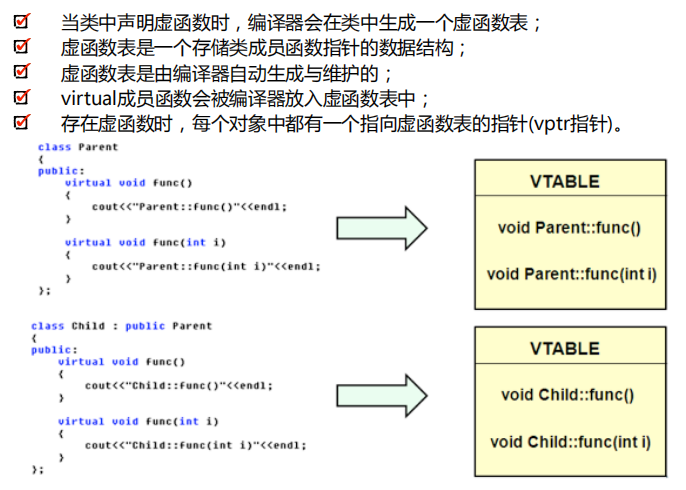 当类中声明虚函数时，编译器会在类中生成一个虚函数表；
虚函数表是一个存储类成员函数指针的数据结构；
虚函数表是由编译器自动生成与维护的；
virtual成员函数会被编译器放入虚函数表中；
存在虚函数时，每个对象中都有一个指向虚函数表的指针(vptr指针)。
class Parent
{
public:
virtual void func()
{
cout<<"Parent::func()"<<endl;
}
virtual void func(int i)
{
cout<<"Parent::func(int i)"<<endl;
}
};
VTABLE
void Parent::func()
void Parent::func(int i)
class Child : public Parent
{
public:
virtual void func()
{
cout<<"Child::func()"<<endl;
}
virtual void func(int i)
{
cout<<"Child::func(int i)"<<endl;
}
};
VTABLE
void Child::func()
void Child::func(int i)